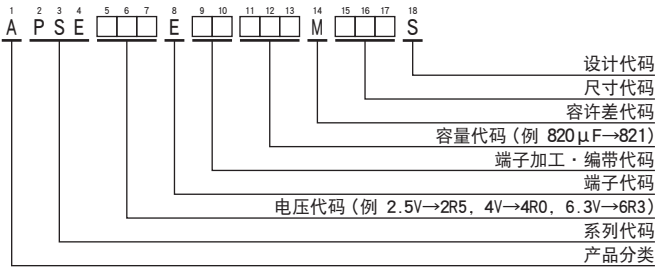 1 2 3 4 5 6 7 8 9 10 11 12 13 14 15 16 17 18
A P S E □□□ E □□ □□□ M □□□ S
设计代码
尺寸代码
容许差代码
容量代码（例 820μF→821）
端子加工·编带代码
端子代码
电压代码（例 2.5V→2R5, 4V→4R0, 6.3V→6R3）
系列代码
产品分类